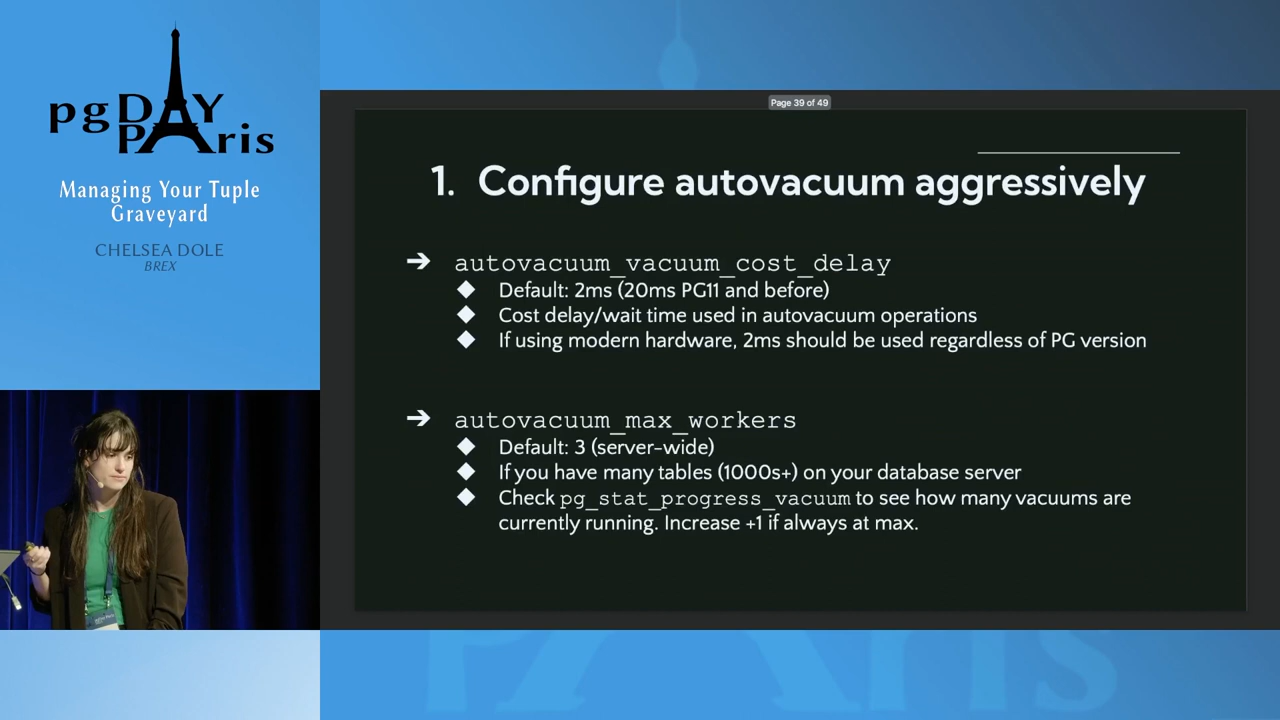 pgDAY
PAris
Managing Your Tuple
Graveyard
CHELSEA DOLE
BREX
Page 39 of 49
1. Configure autovacuum aggressively
➔ autovacuum_vacuum_cost_delay
◆ Default: 2ms (20ms PG11 and before)
◆ Cost delay/wait time used in autovacuum operations
◆ If using modern hardware, 2ms should be used regardless of PG version
➔ autovacuum_max_workers
◆ Default: 3 (server-wide)
◆ If you have many tables (1000s+) on your database server
◆ Check pg_stat_progress_vacuum to see how many vacuums are
currently running. Increase +1 if always at max.